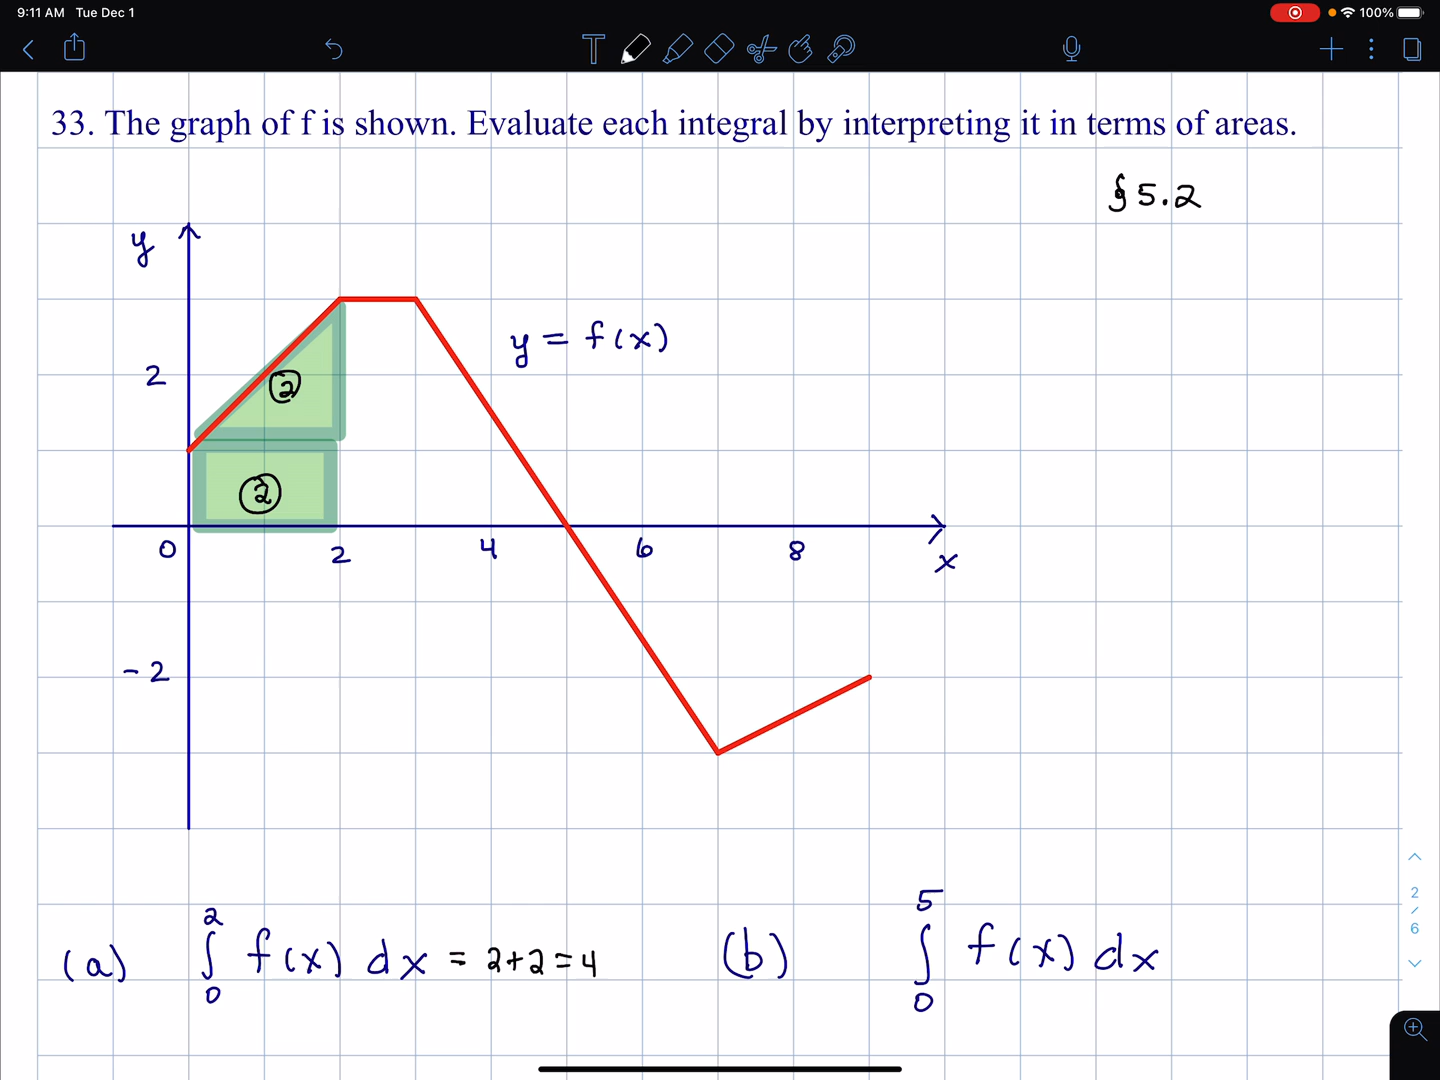 9:11 AM Tue Dec 1
100%
T
33. The graph of f is shown. Evaluate each integral by interpreting it in terms of areas.
§ 5.2
y
y = f(x)
2
②
②
0 2 4 6 8
x
-2
2
/
6
(a) ∫₀² f(x) dx = 2+2=4 (b) ∫₀⁵ f(x) dx